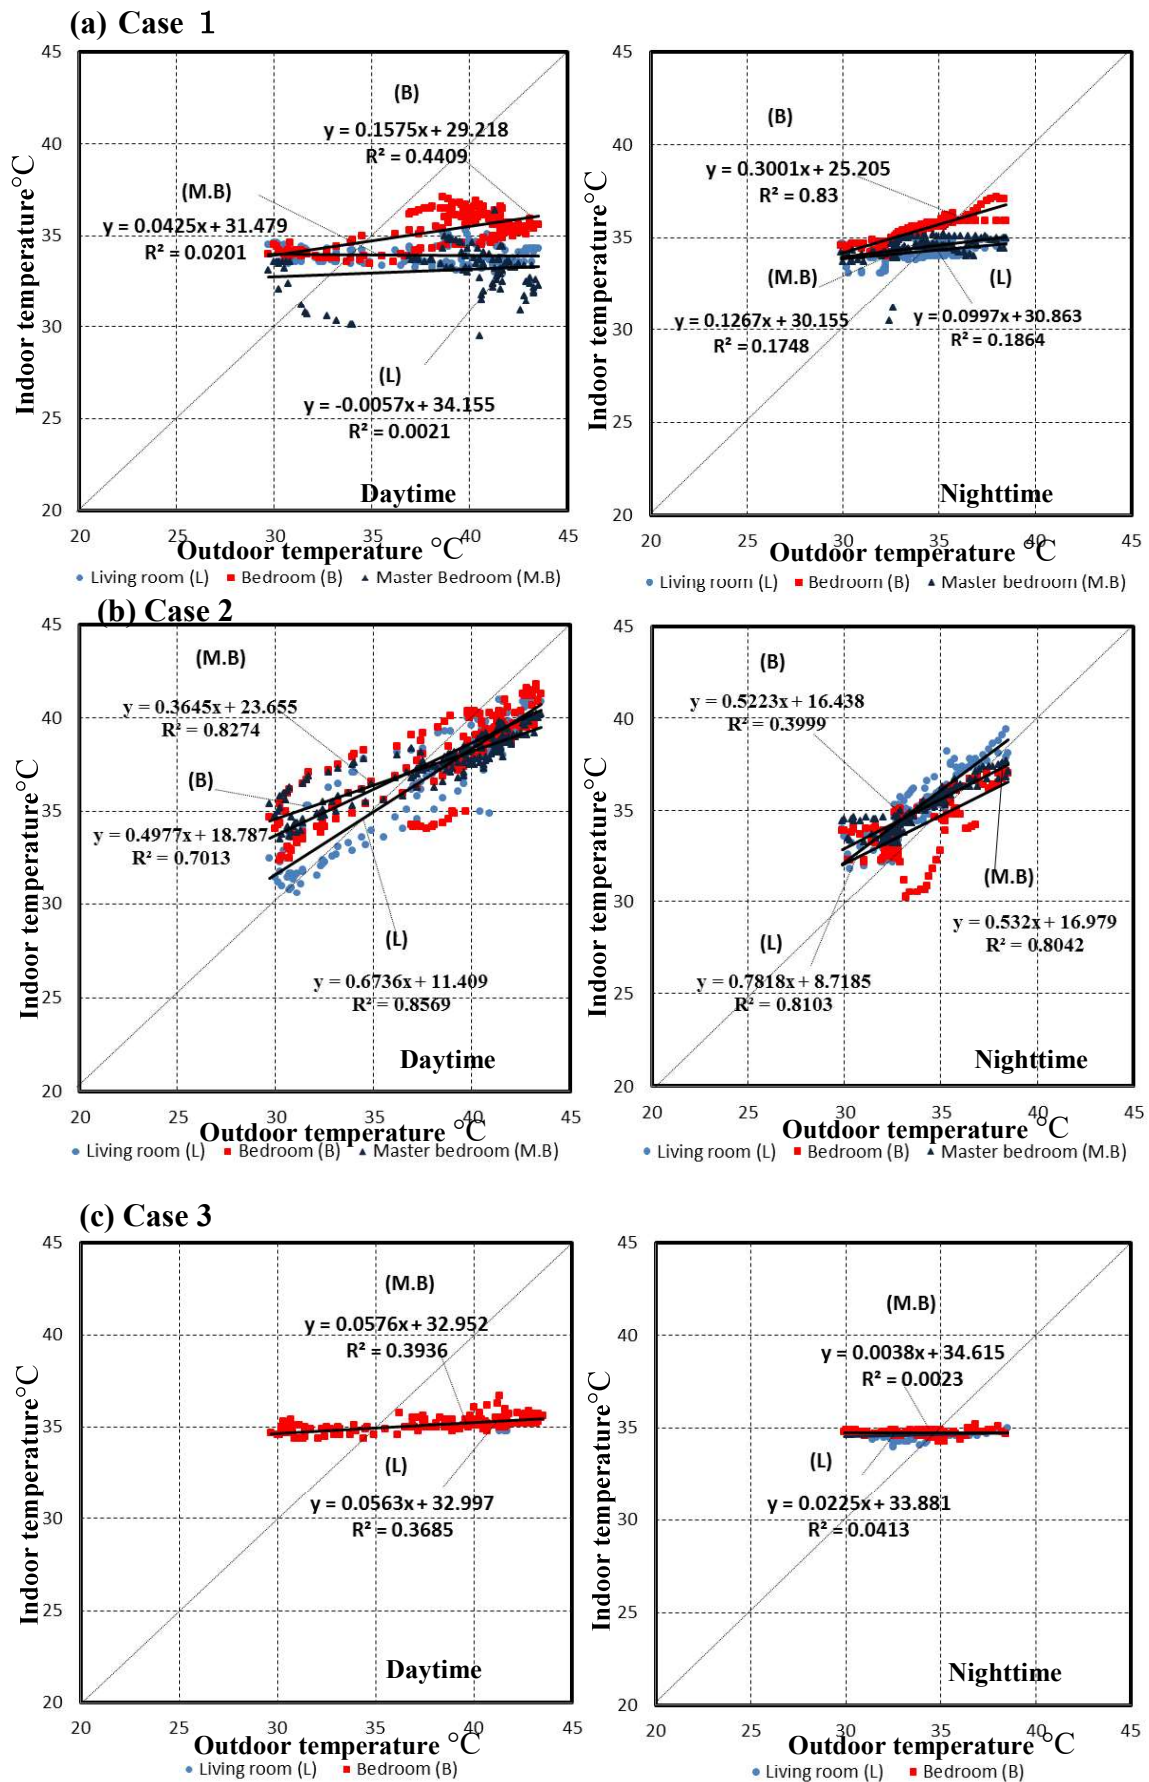 (a) Case 1
45
40
35
30
25
20
Indoor temperature°C
(B)
y = 0.1575x + 29.218
R² = 0.4409
(M.B)
y = 0.0425x + 31.479
R² = 0.0201
(L)
y = -0.0057x + 34.155
R² = 0.0021
Daytime
20 25 30 35 40 45
Outdoor temperature °C
Living room (L) Bedroom (B) Master Bedroom (M.B)
45
40
35
30
25
20
Indoor temperature°C
(B)
y = 0.3001x + 25.205
R² = 0.83
(M.B)
y = 0.1267x + 30.155
R² = 0.1748
(L)
y = 0.0997x + 30.863
R² = 0.1864
Nighttime
20 25 30 35 40 45
Outdoor temperature °C
Living room (L) Bedroom (B) Master bedroom (M.B)
(b) Case 2
45
40
35
30
25
20
Indoor temperature°C
(M.B)
y = 0.3645x + 23.655
R² = 0.8274
(B)
y = 0.4977x + 18.787
R² = 0.7013
(L)
y = 0.6736x + 11.409
R² = 0.8569
Daytime
20 25 30 35 40 45
Outdoor temperature °C
Living room (L) Bedroom (B) Master bedroom (M.B)
45
40
35
30
25
20
Indoor temperature°C
(B)
y = 0.5223x + 16.438
R² = 0.3999
(M.B)
y = 0.532x + 16.979
R² = 0.8042
(L)
y = 0.7818x + 8.7185
R² = 0.8103
Nighttime
20 25 30 35 40 45
Outdoor temperature °C
Living room (L) Bedroom (B) Master bedroom (M.B)
(c) Case 3
45
40
35
30
25
20
Indoor temperature°C
(M.B)
y = 0.0576x + 32.952
R² = 0.3936
(L)
y = 0.0563x + 32.997
R² = 0.3685
Daytime
20 25 30 35 40 45
Outdoor temperature °C
Living room (L) Bedroom (B)
45
40
35
30
25
20
Indoor temperature°C
(M.B)
y = 0.0038x + 34.615
R² = 0.0023
(L)
y = 0.0225x + 33.881
R² = 0.0413
Nighttime
20 25 30 35 40 45
Outdoor temperature °C
Living room (L) Bedroom (B)